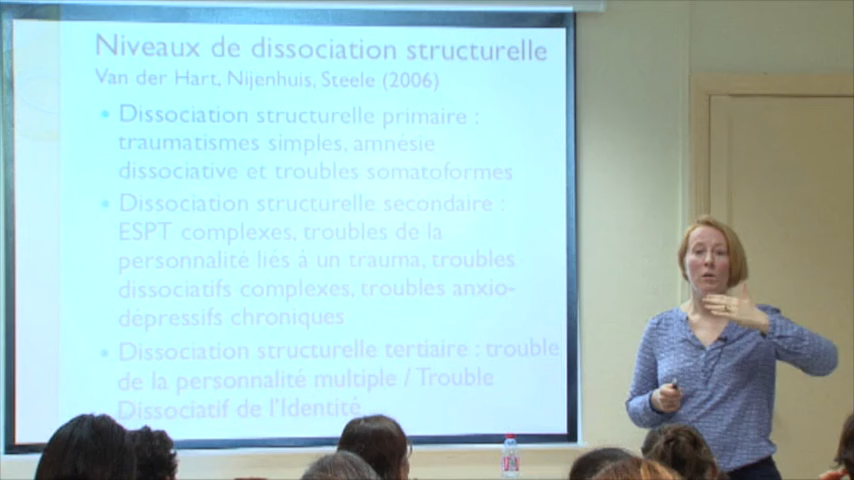 Niveaux de dissociation structurelle
Van der Hart, Nijenhuis, Steele (2006)
• Dissociation structurelle primaire :
traumatismes simples, amnésie
dissociative et troubles somatoformes
• Dissociation structurelle secondaire :
ESPT complexes, troubles de la
personnalité liés à un trauma, troubles
dissociatifs complexes, troubles anxio-
dépressifs chroniques
• Dissociation structurelle tertiaire : trouble
de la personnalité multiple / Trouble
Dissociatif de l'Identité